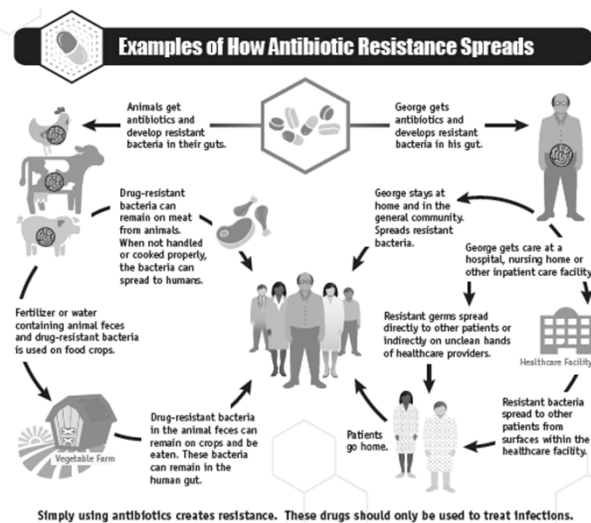 Examples of How Antibiotic Resistance Spreads
Animals get
antibiotics and
develop resistant
bacteria in their guts.
George gets
antibiotics and
develops resistant
bacteria in his gut.
Drug-resistant
bacteria can
remain on meat
from animals.
When not handled
or cooked properly,
the bacteria can
spread to humans.
George stays at
home and in the
general community.
Spreads resistant
bacteria.
George gets care at a
hospital, nursing home or
other inpatient care facility
Fertilizer or water
containing animal feces
and drug-resistant bacteria
is used on food crops.
Resistant germs spread
directly to other patients or
indirectly on unclean hands
of healthcare providers.
Healthcare Facility
Vegetable Farm
Drug-resistant bacteria
in the animal feces can
remain on crops and be
eaten. These bacteria
can remain in the
human gut.
Patients
go home.
Resistant bacteria
spread to other
patients from
surfaces within the
healthcare facility.
Simply using antibiotics creates resistance. These drugs should only be used to treat infections.